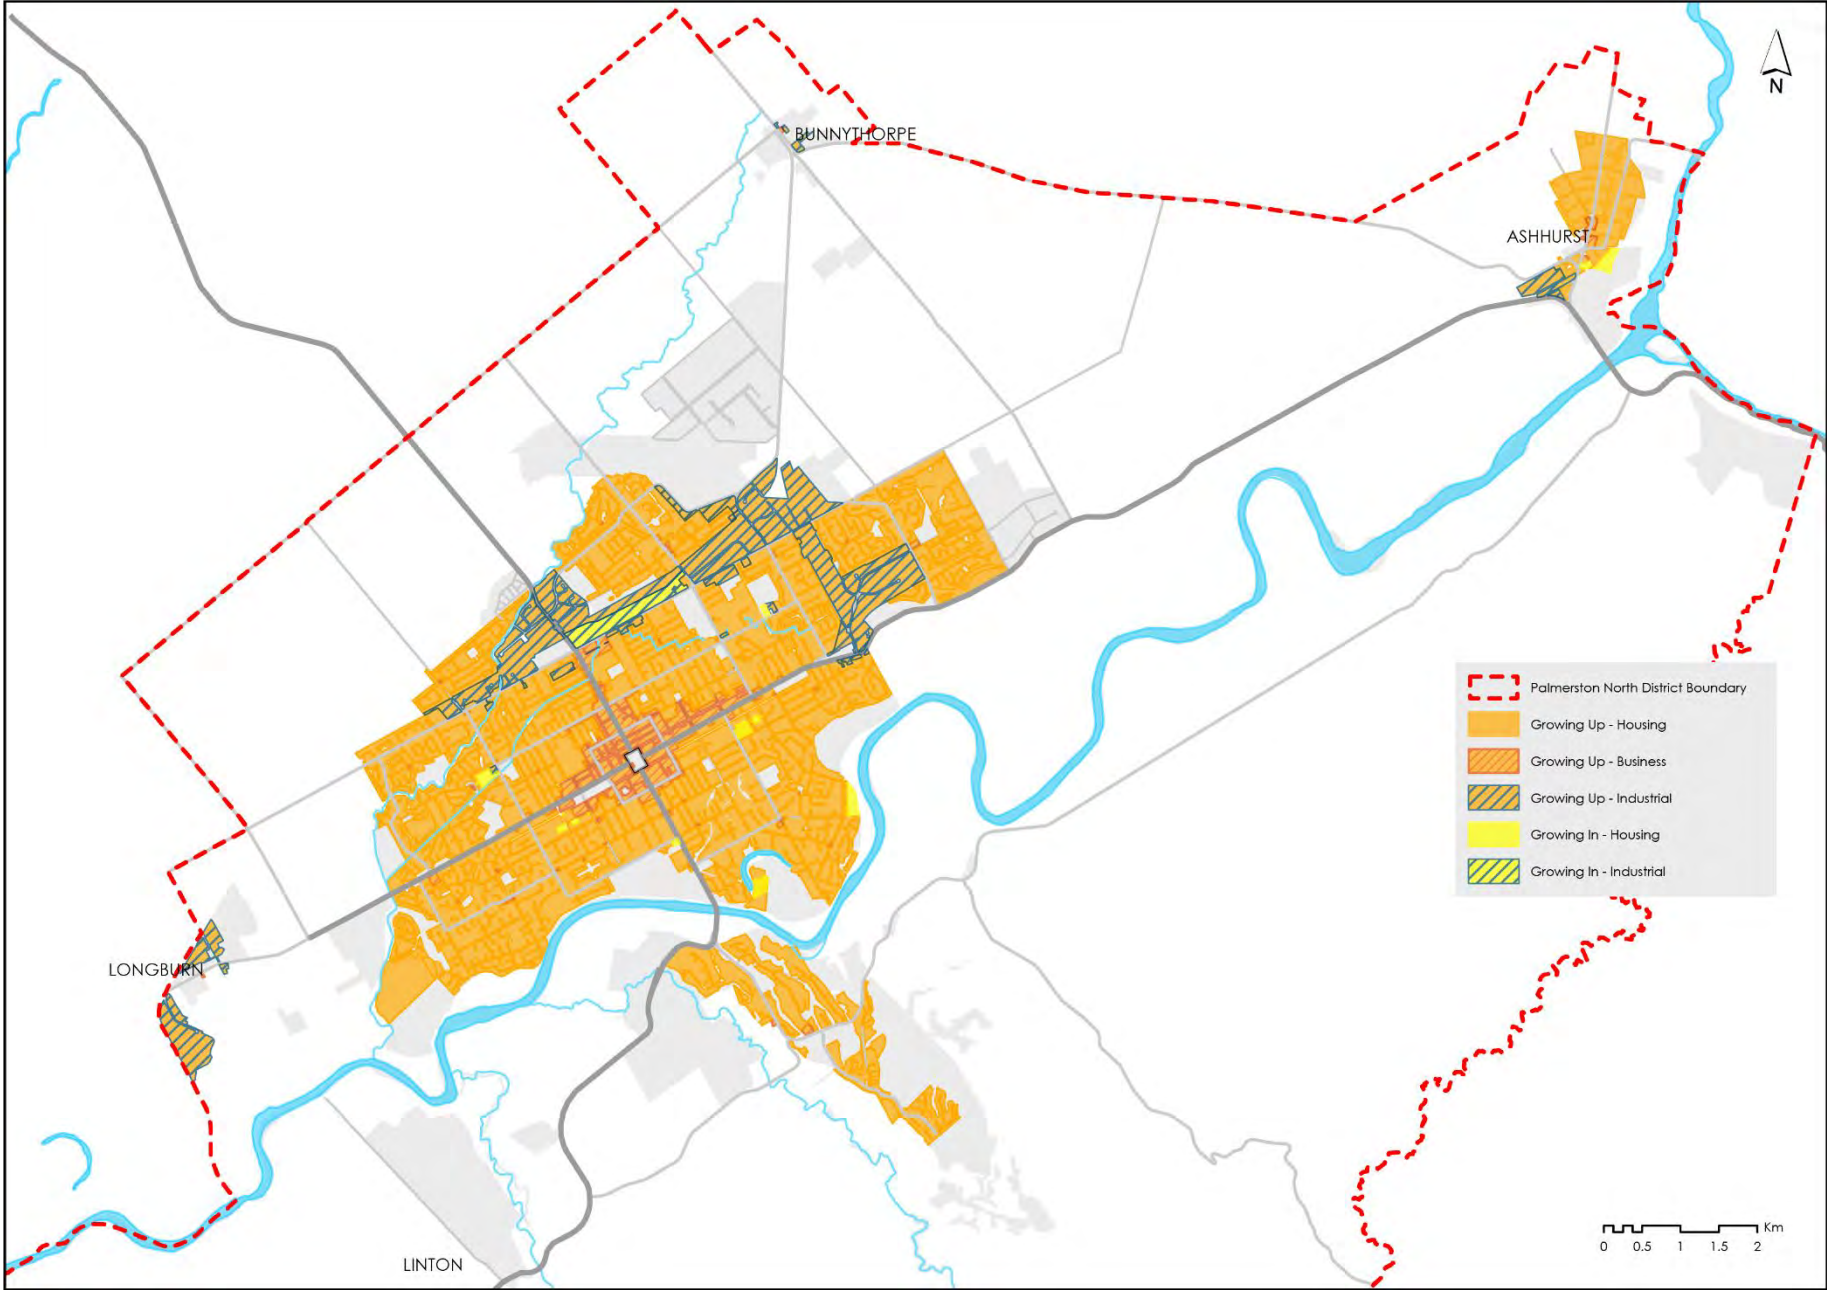 N
BUNNYTHORPE
ASHHURST
Palmerston North District Boundary
Growing Up - Housing
Growing Up - Business
Growing Up - Industrial
Growing In - Housing
Growing In - Industrial
LONGBURN
LINTON
Km
0 0.5 1 1.5 2